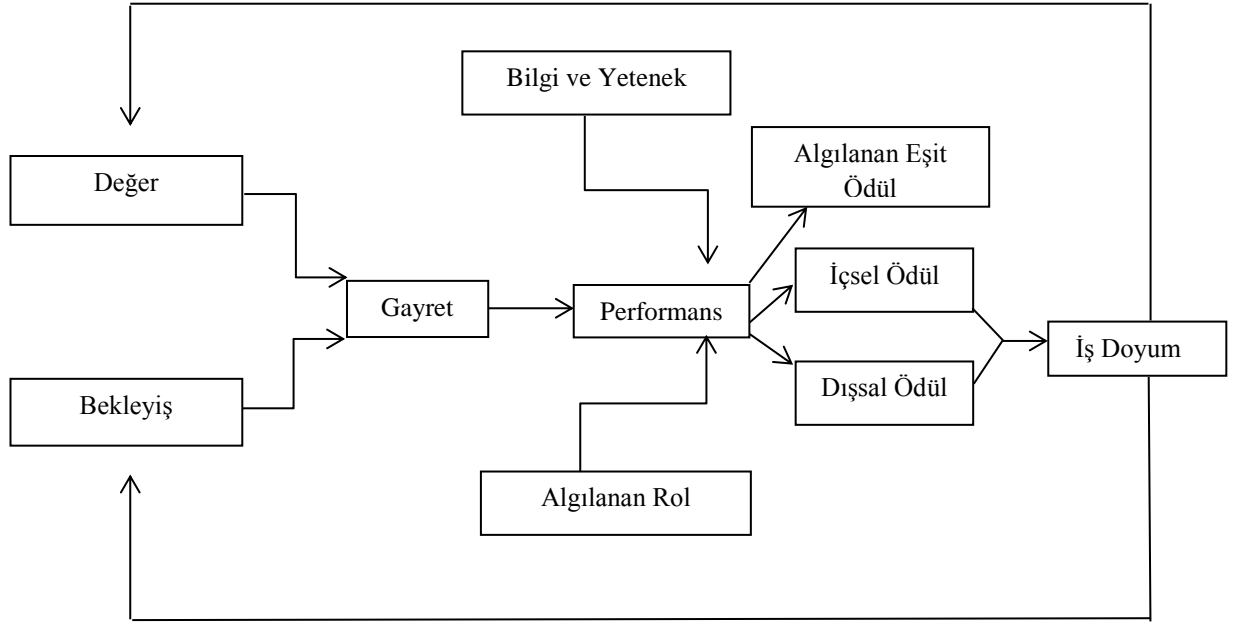 Bilgi ve Yetenek
Algılanan Eşit
Ödül
Değer
İçsel Ödül
Gayret
Performans
İş Doyum
Dışsal Ödül
Bekleyiş
Algılanan Rol